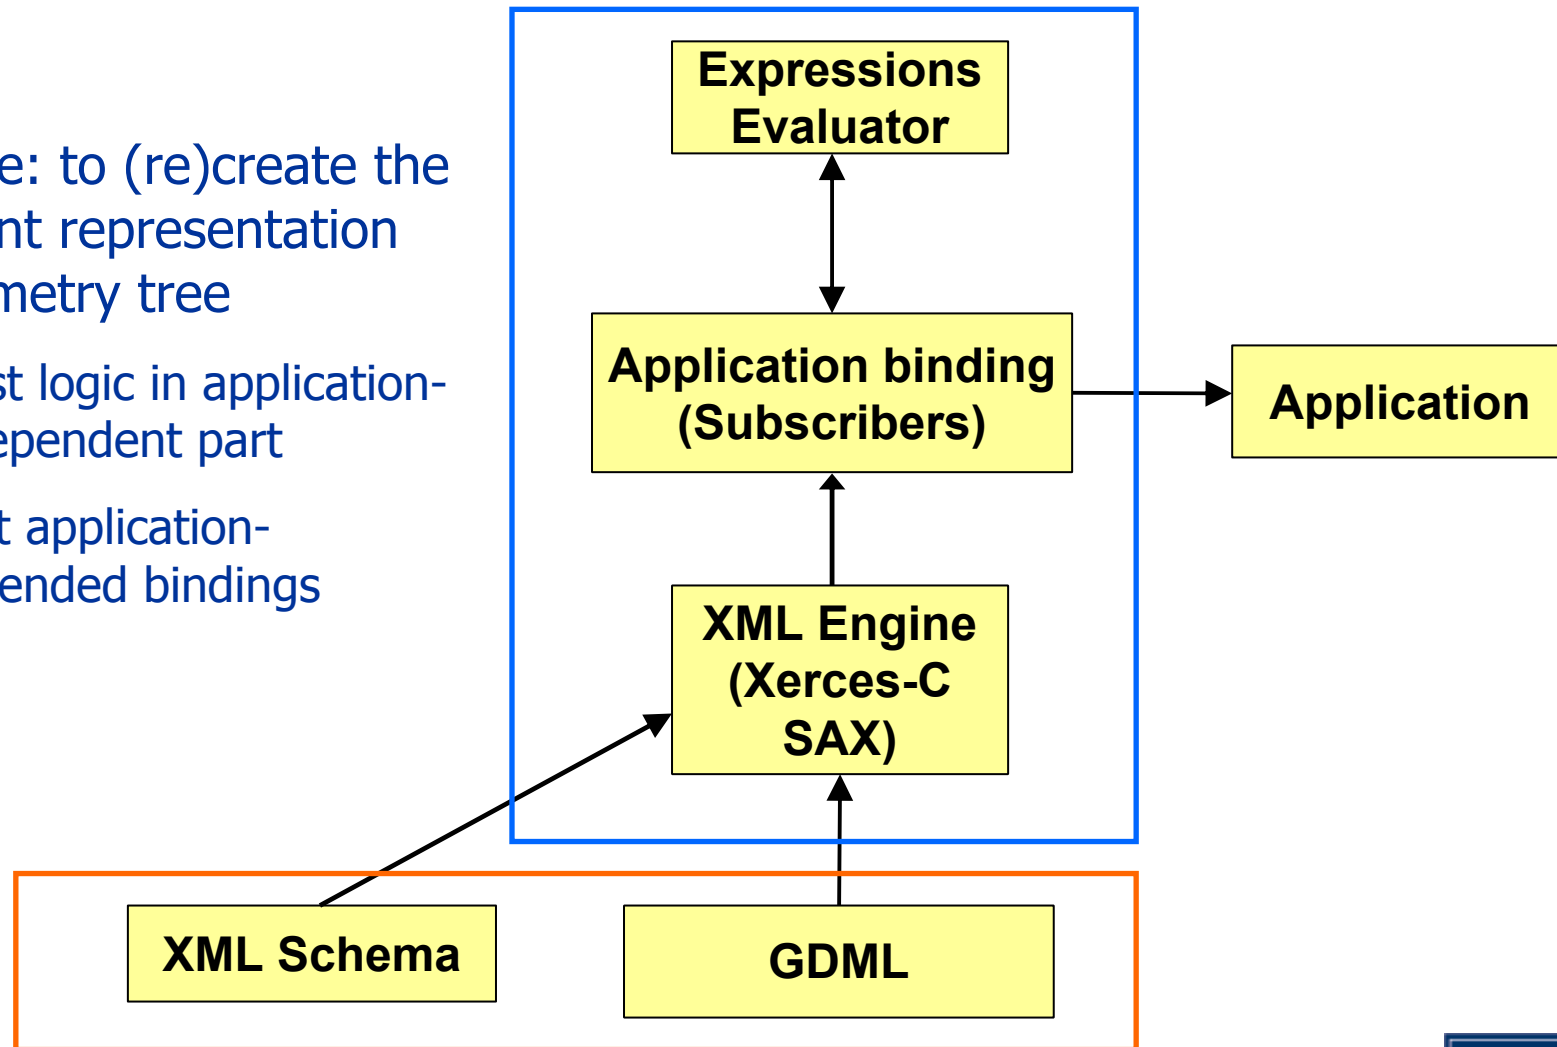 e: to (re)create the
nt representation
metry tree
st logic in application-
ependent part
t application-
ended bindings
Expressions
Evaluator
Application binding
(Subscribers)
Application
XML Engine
(Xerces-C
SAX)
XML Schema
GDML